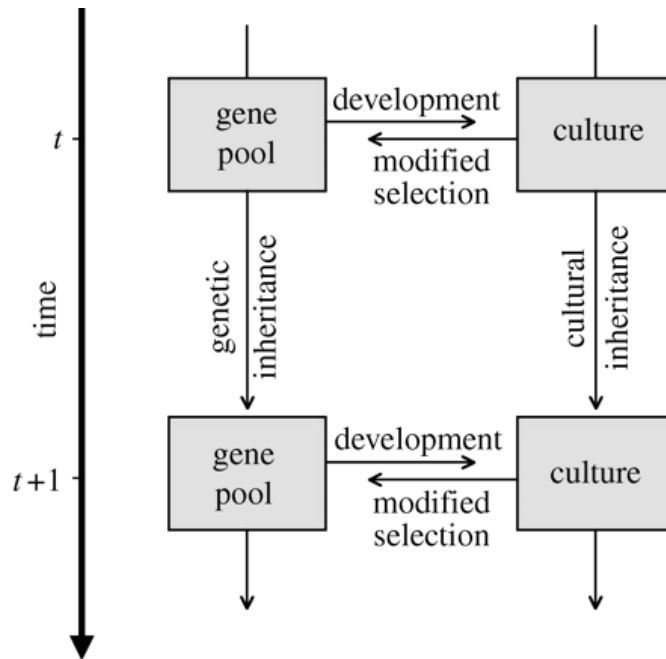 development
gene
pool
culture
t
modified
selection
time
genetic
inheritance
cultural
inheritance
development
gene
pool
culture
t+1
modified
selection